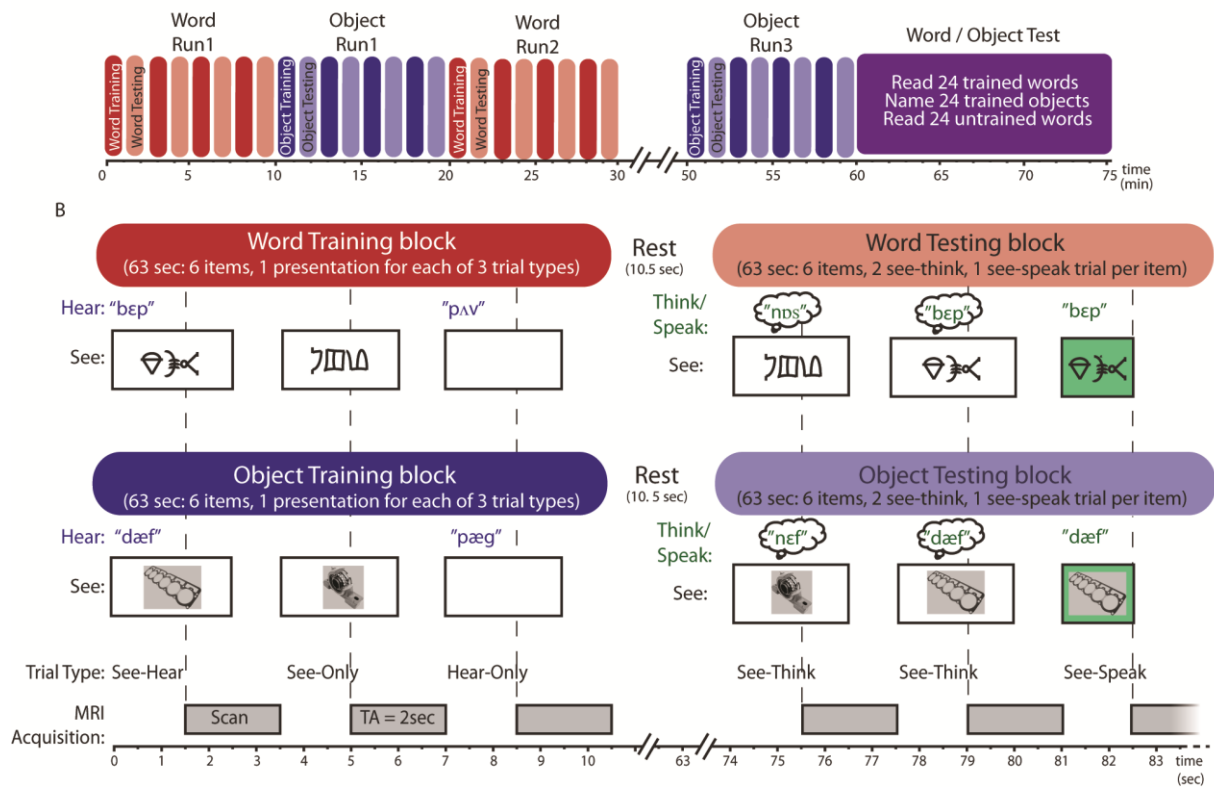 Word
Run1
Object
Run1
Word
Run2
Object
Run3
Word / Object Test
Word Training
Word Testing
Object Training
Object Testing
Word Training
Word Testing
Object Training
Object Testing
Read 24 trained words
Name 24 trained objects
Read 24 untrained words
0 5 10 15 20 25 30 50 55 60 65 70 75 time
(min)
B
Word Training block
(63 sec: 6 items, 1 presentation for each of 3 trial types)
Rest
(10.5 sec)
Word Testing block
(63 sec: 6 items, 2 see-think, 1 see-speak trial per item)
Hear: "bɛp" "pʌv"
See:
Think/
Speak:
"nɒs" "bɛp" "bɛp"
See:
Object Training block
(63 sec: 6 items, 1 presentation for each of 3 trial types)
Rest
(10. 5 sec)
Object Testing block
(63 sec: 6 items, 2 see-think, 1 see-speak trial per item)
Hear: "dæf" "pæg"
See:
Think/
Speak:
"nɛf" "dæf" "dæf"
See:
Trial Type: See-Hear See-Only Hear-Only See-Think See-Think See-Speak
MRI
Acquisition:
Scan TA = 2sec
0 1 2 3 4 5 6 7 8 9 10 63 74 75 76 77 78 79 80 81 82 83 time
(sec)